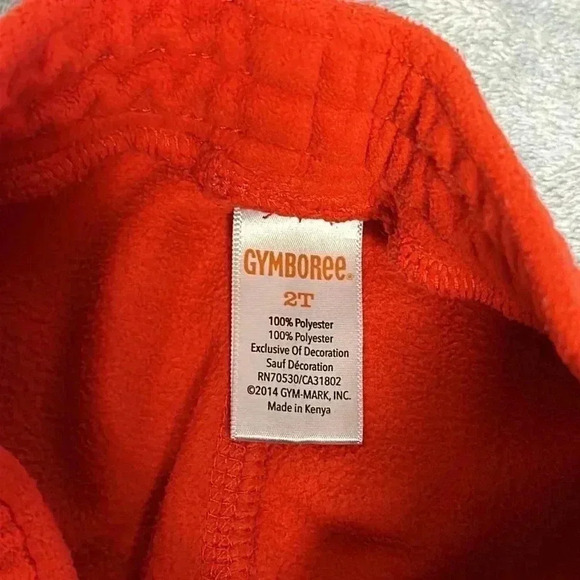 GYMBOREE®
2T
100% Polyester
100% Polyester
Exclusive Of Decoration
Sauf Décoration
RN70530/CA31802
©2014 GYM-MARK, INC.
Made in Kenya